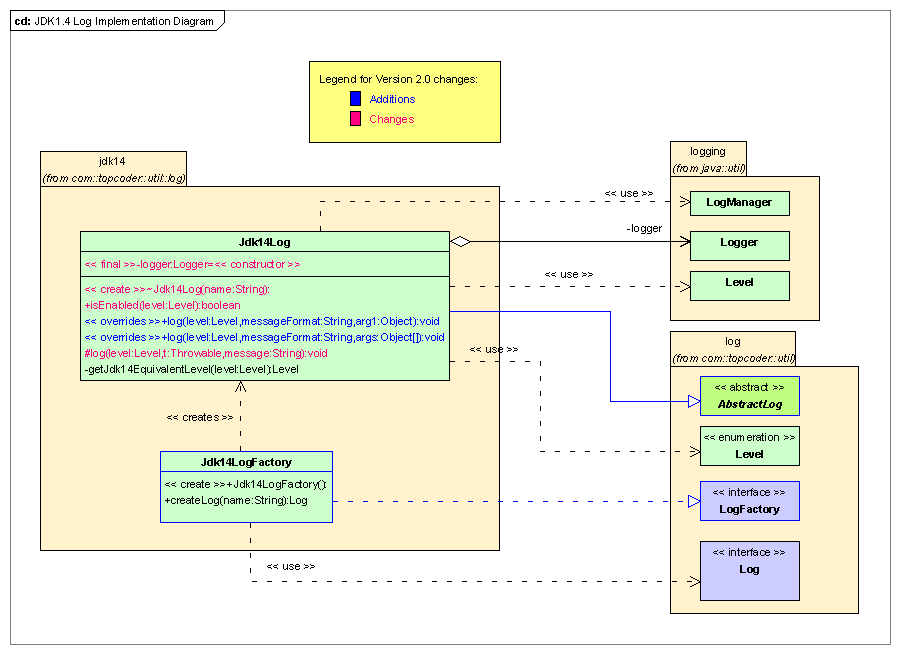 cd: JDK1.4 Log Implementation Diagram
Legend for Version 2.0 changes:
Additions
Changes
jdk14
(from com::topcoder::util::log)
logging
(from java::util)
<< use >>
LogManager
Jdk14Log
-logger
Logger
<< final >>-logger:Logger=<< constructor >>
<< use >>
Level
<< create >>~Jdk14Log(name:String):
+isEnabled(level:Level):boolean
<< overrides >>+log(level:Level,messageFormat:String,arg1:Object):void
<< overrides >>+log(level:Level,messageFormat:String,args:Object[]):void
#log(level:Level,t:Throwable,message:String):void
-getJdk14EquivalentLevel(level:Level):Level
<< use >>
log
(from com::topcoder::util)
<< abstract >>
AbstractLog
<< creates >>
<< enumeration >>
Level
Jdk14LogFactory
<< create >>+Jdk14LogFactory():
+createLog(name:String):Log
<< interface >>
LogFactory
<< use >>
<< interface >>
Log